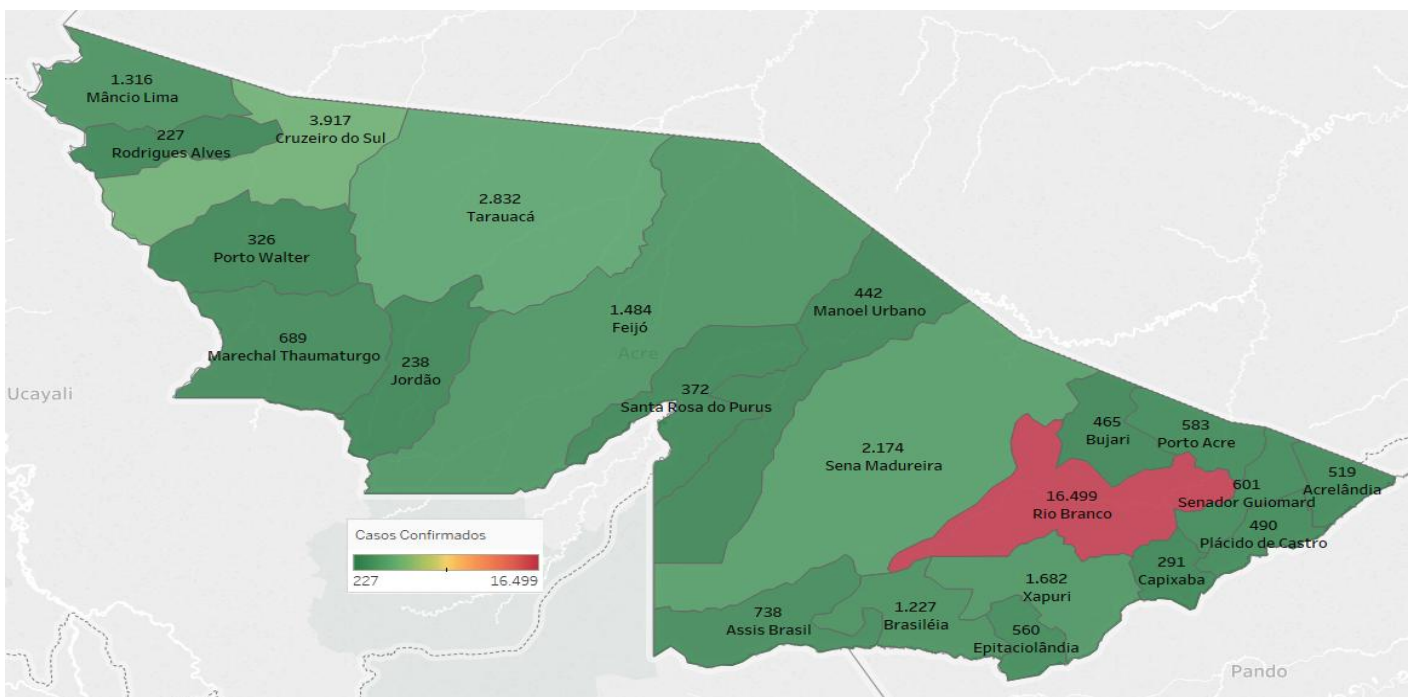 1.316
Mâncio Lima
3.917
Cruzeiro do Sul
227
Rodrigues Alves
2.832
Tarauacá
326
Porto Walter
442
Manoel Urbano
1.484
Feijó
689
Marechal Thaumaturgo
Acre
238
Jordão
372
Santa Rosa do Purus
Ucayali
465
Bujari
583
Porto Acre
2.174
Sena Madureira
519
Acrelândia
601
Senador Guiomard
16.499
Rio Branco
490
Plácido de Castro
Casos Confirmados
227 16.499
291
Capixaba
1.682
Xapuri
738
Assis Brasil
1.227
Brasiléia
560
Epitaciolândia
Pando